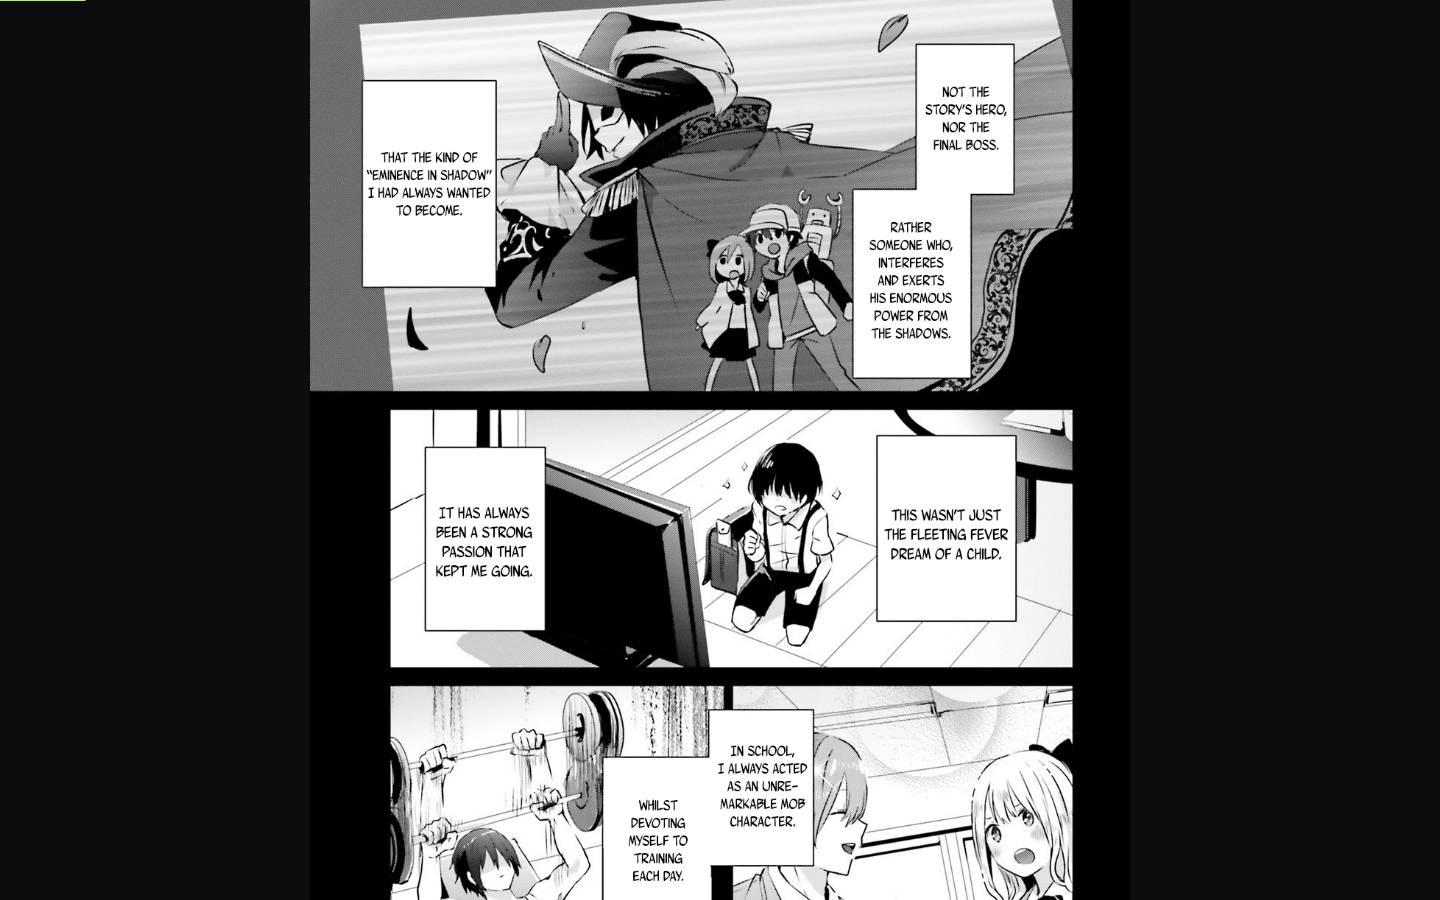 NOT THE
STORY'S HERO,
NOR THE
FINAL BOSS.
RATHER
SOMEONE WHO,
INTERFERES
AND EXERTS
HIS ENORMOUS
POWER FROM
THE SHADOWS.
THAT THE KIND OF
"EMINENCE IN SHADOW"
I HAD ALWAYS WANTED
TO BECOME.
THIS WASN'T JUST
THE FLEETING FEVER
DREAM OF A CHILD.
IT HAS ALWAYS
BEEN A STRONG
PASSION THAT
KEPT ME GOING.
IN SCHOOL,
I ALWAYS ACTED
AS AN UNRE-
MARKABLE MOB
CHARACTER.
WHILST
DEVOTING
MYSELF TO
TRAINING
EACH DAY.